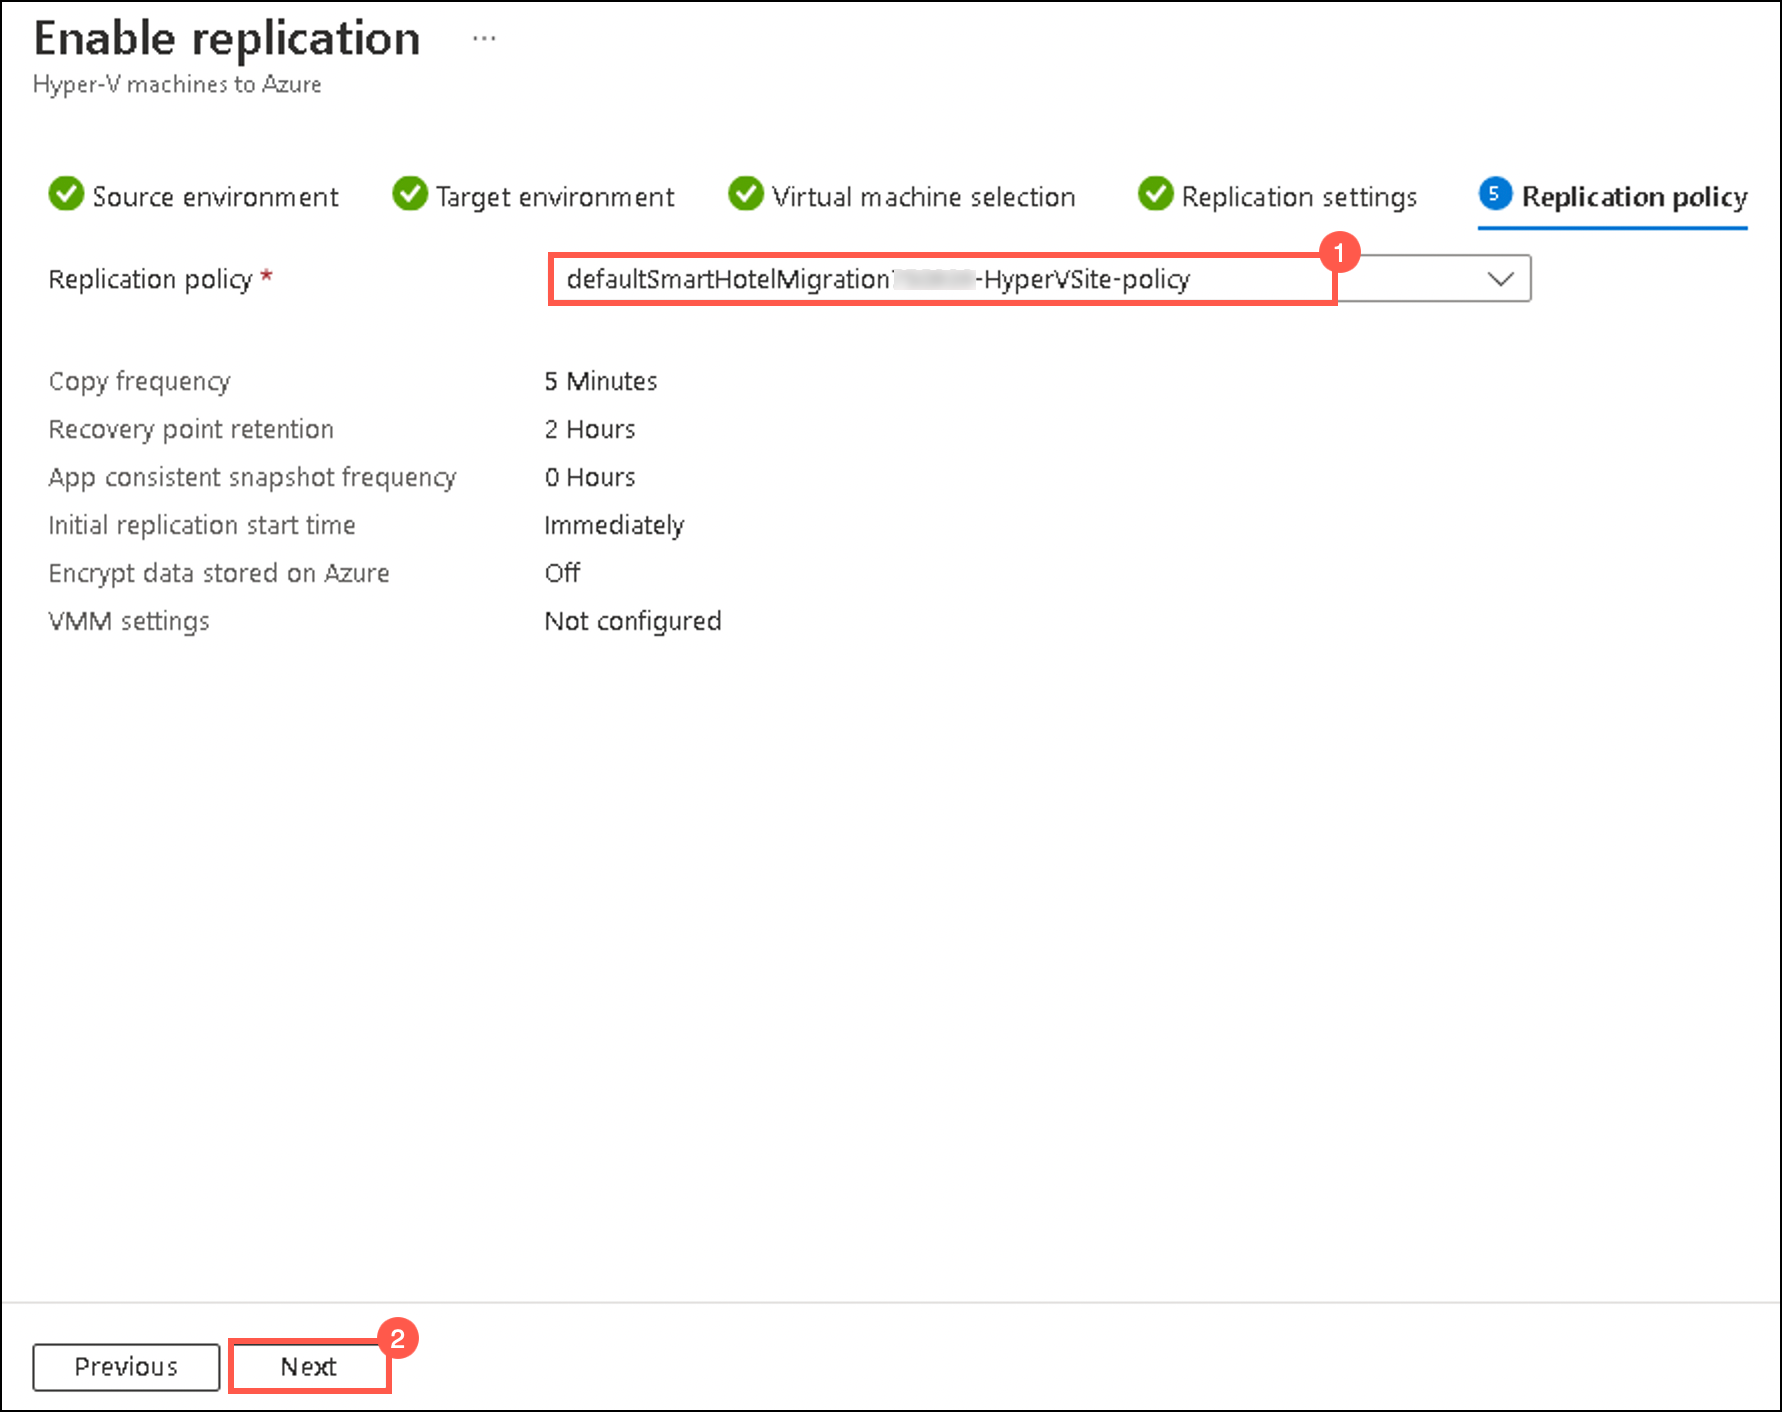 Enable replication ...
Hyper-V machines to Azure
Source environment Target environment Virtual machine selection Replication settings 5 Replication policy
1
Replication policy * defaultSmartHotelMigration -HyperVSite-policy
Copy frequency 5 Minutes
Recovery point retention 2 Hours
App consistent snapshot frequency 0 Hours
Initial replication start time Immediately
Encrypt data stored on Azure Off
VMM settings Not configured
2
Previous Next